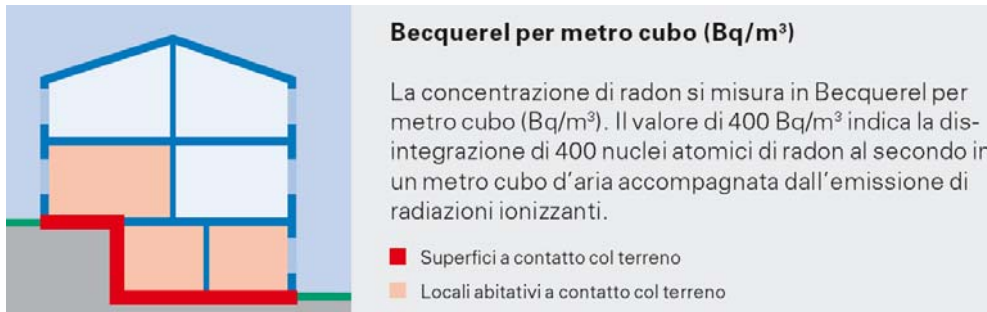 Becquerel per metro cubo (Bq/m³)
La concentrazione di radon si misura in Becquerel per
metro cubo (Bq/m³). Il valore di 400 Bq/m³ indica la dis-
integrazione di 400 nuclei atomici di radon al secondo in
un metro cubo d’aria accompagnata dall’emissione di
radiazioni ionizzanti.
Superfici a contatto col terreno
Locali abitativi a contatto col terreno